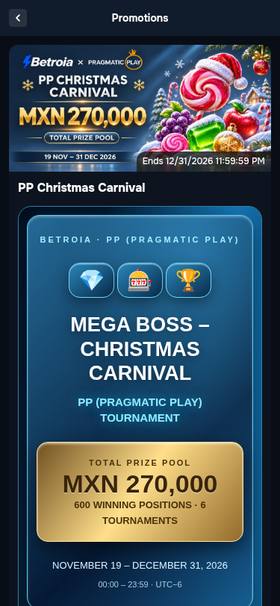 Promotions
Betroia × PRAGMATIC PLAY
PP CHRISTMAS
CARNIVAL
MXN 270,000
TOTAL PRIZE POOL
19 NOV – 31 DEC 2026
Ends 12/31/2026 11:59:59 PM
PP Christmas Carnival
BETROIA · PP (PRAGMATIC PLAY)
MEGA BOSS –
CHRISTMAS
CARNIVAL
PP (PRAGMATIC PLAY)
TOURNAMENT
TOTAL PRIZE POOL
MXN 270,000
600 WINNING POSITIONS · 6
TOURNAMENTS
NOVEMBER 19 – DECEMBER 31, 2026
00:00 – 23:59 · UTC−6